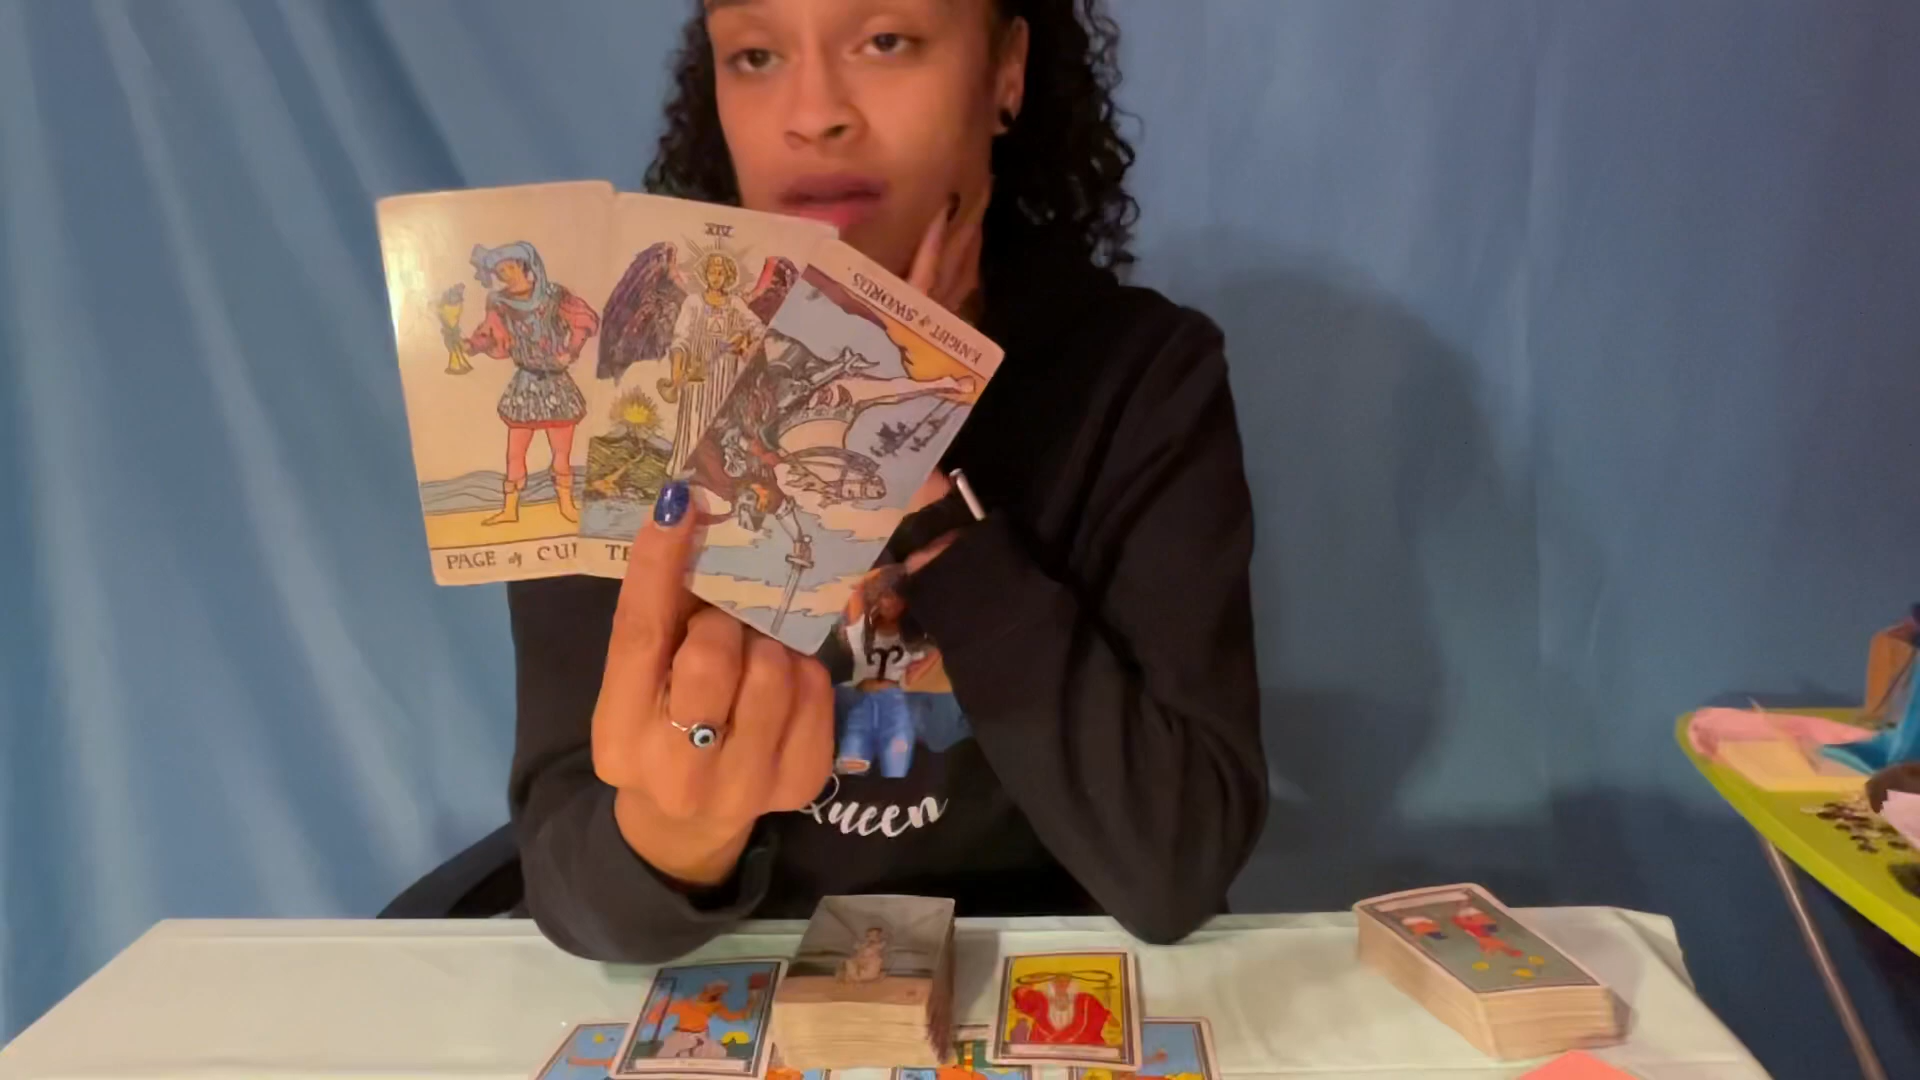 PAGE of CU
XIV
TE
KNIGHT of SWORDS.
Queen